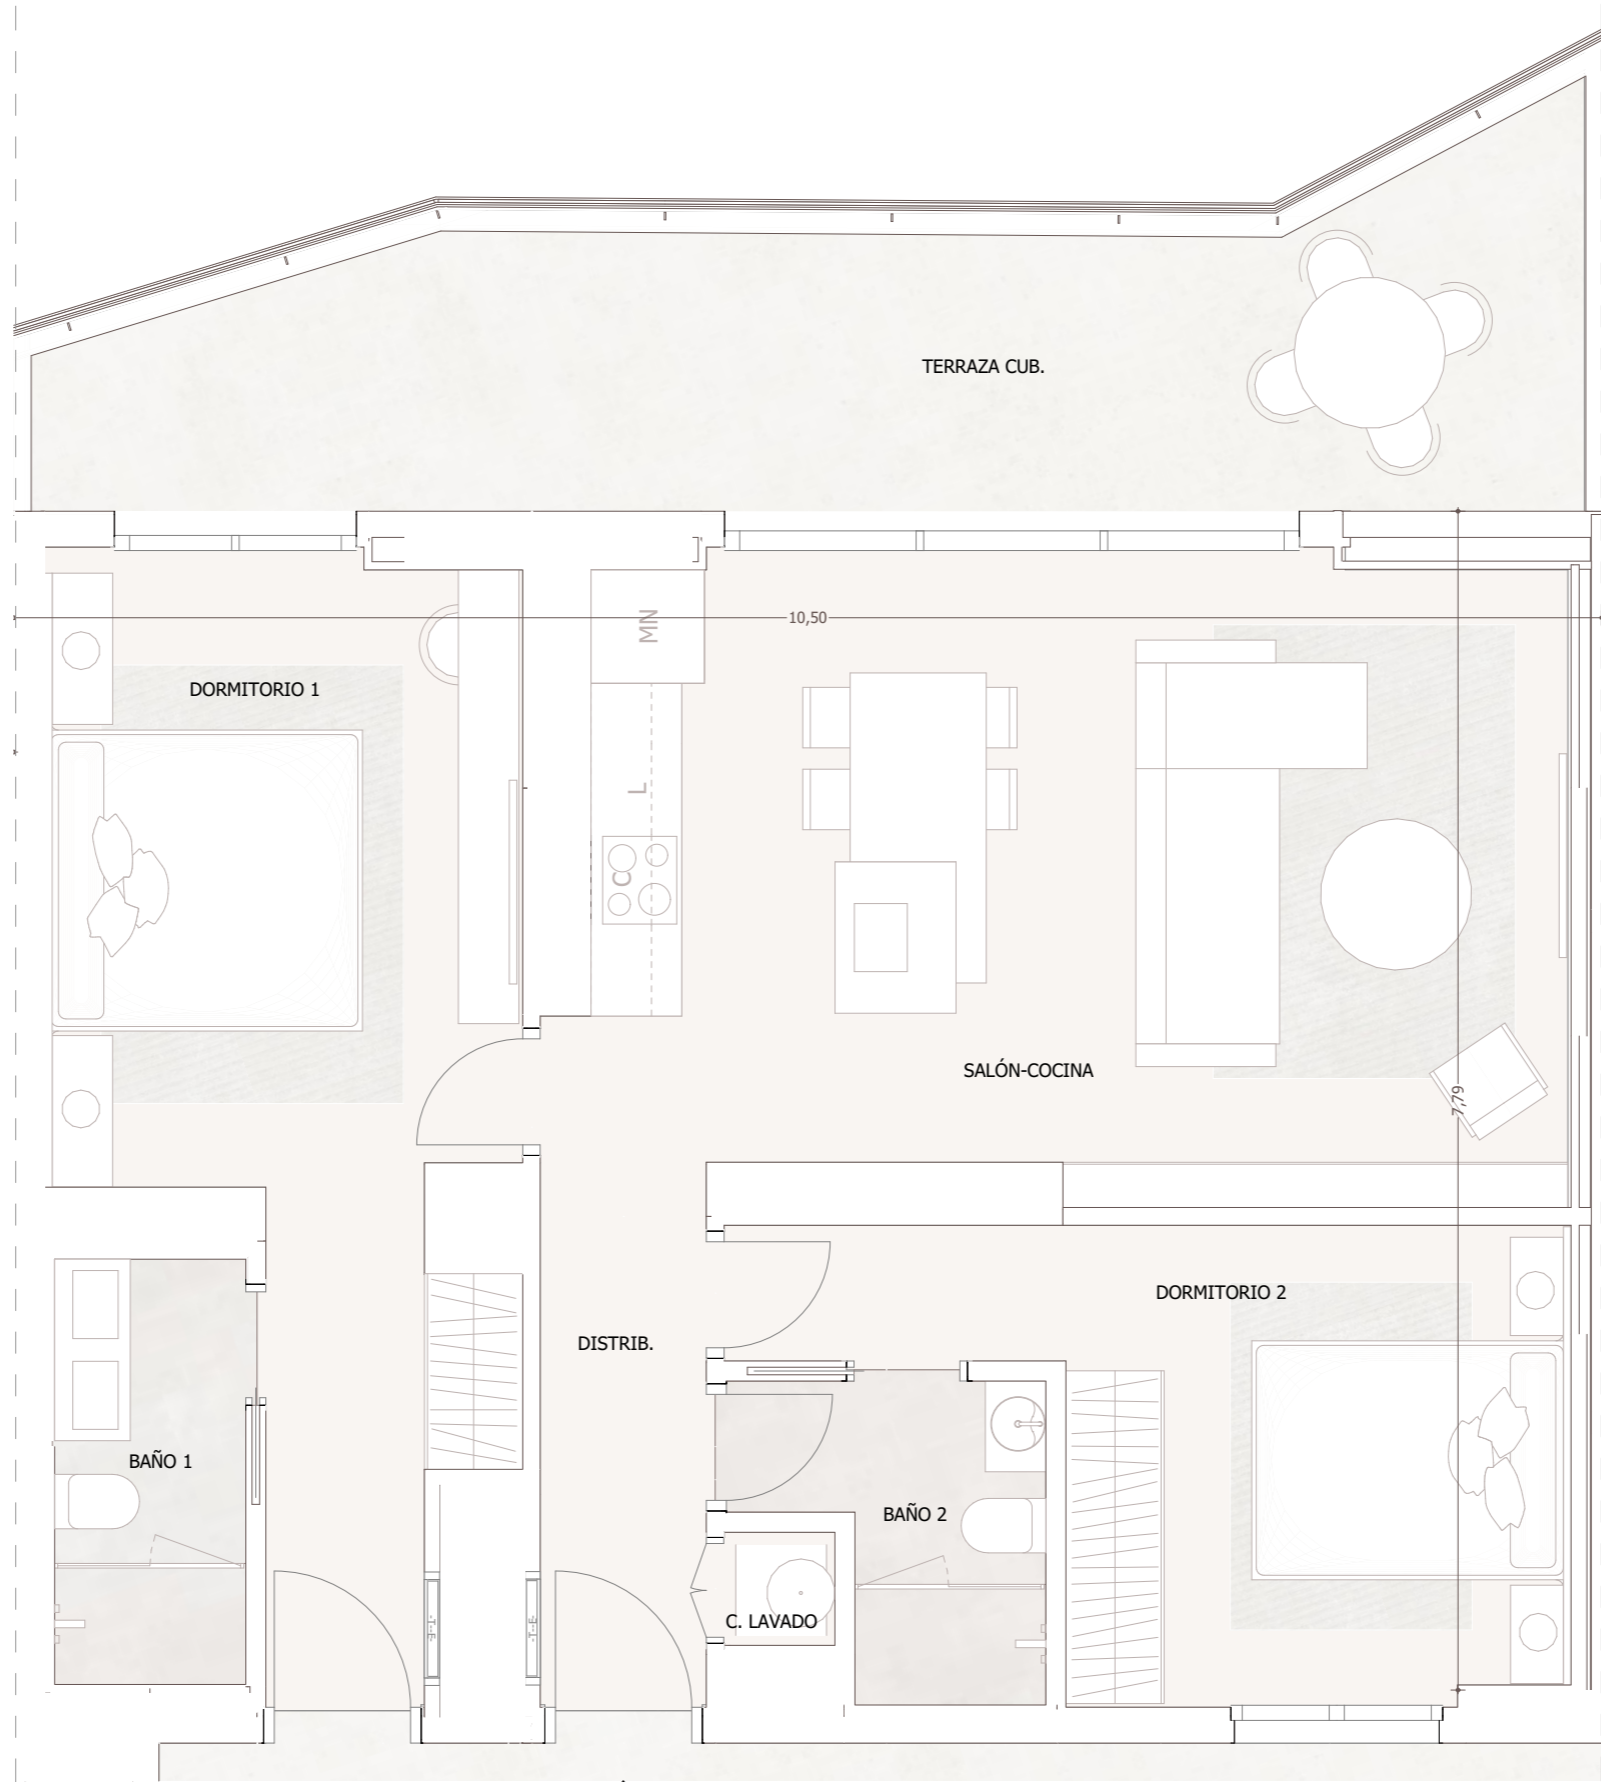 TERRAZA CUB.
10,50
MN
DORMITORIO 1
L
C
SALÓN-COCINA
7,79
DORMITORIO 2
DISTRIB.
BAÑO 1
BAÑO 2
C. LAVADO